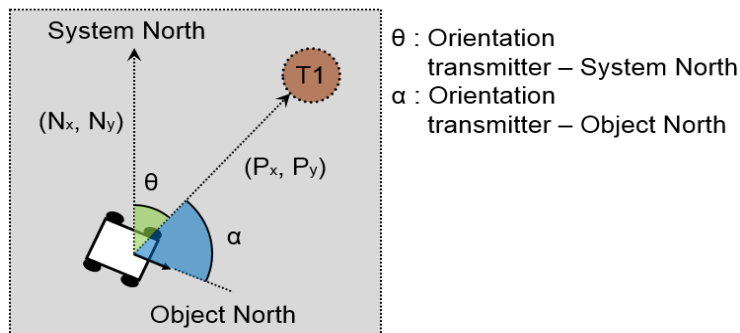 System North
T1
(Nx, Ny)
(Px, Py)
θ
α
Object North
θ : Orientation
transmitter – System North
α : Orientation
transmitter – Object North